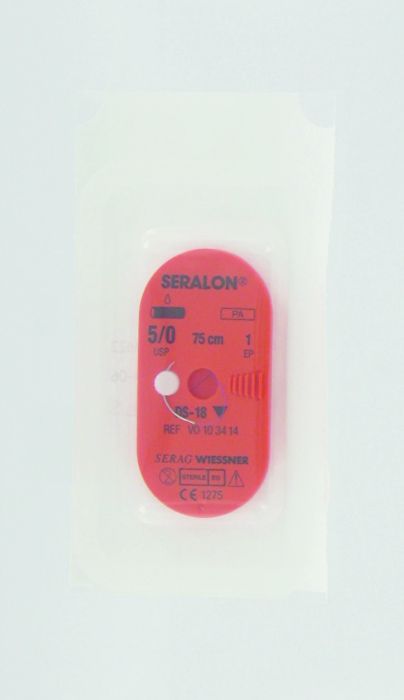 SERALON®
PA
5/0 75 cm 1
USP EP
DS-18
REF VO 10 34 14
SERAG WIESSNER
STERILE EO
CE 1275